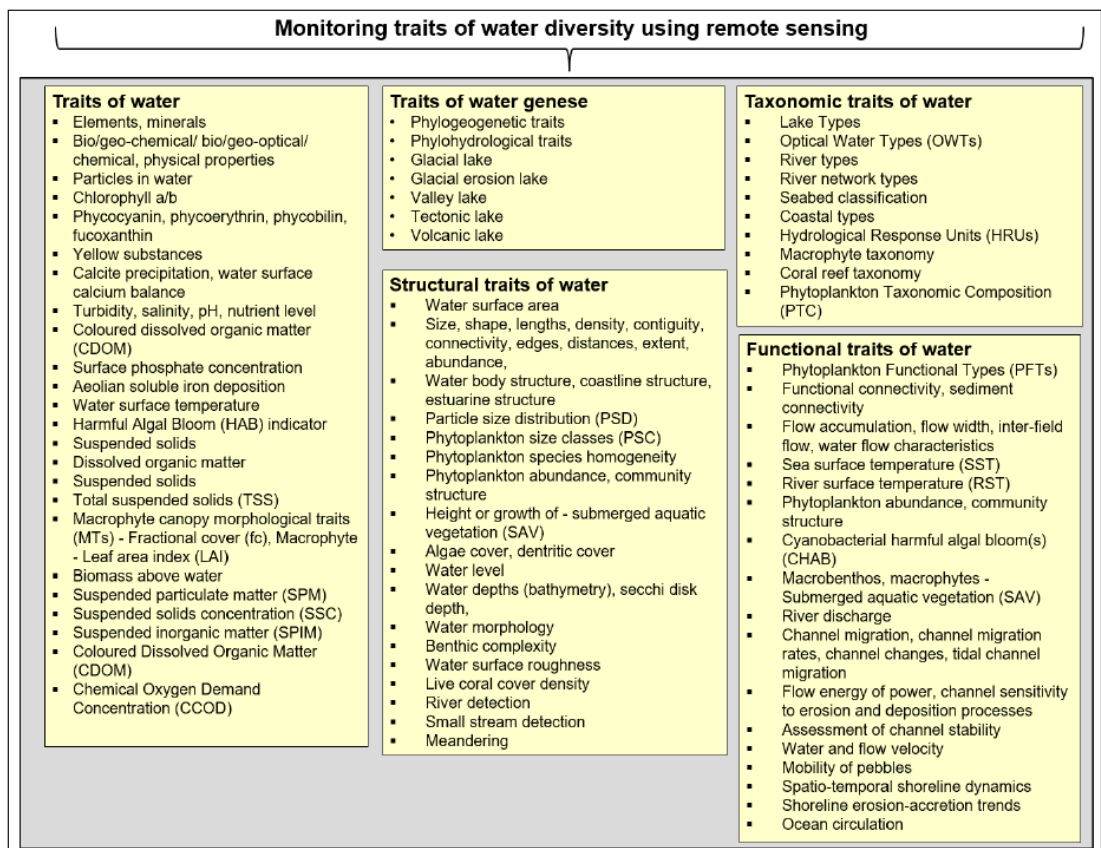 Monitoring traits of water diversity using remote sensing
Traits of water
▪ Elements, minerals
▪ Bio/geo-chemical/ bio/geo-optical/
chemical, physical properties
▪ Particles in water
▪ Chlorophyll a/b
▪ Phycocyanin, phycoerythrin, phycobilin,
fucoxanthin
▪ Yellow substances
▪ Calcite precipitation, water surface
calcium balance
▪ Turbidity, salinity, pH, nutrient level
▪ Coloured dissolved organic matter
(CDOM)
▪ Surface phosphate concentration
▪ Aeolian soluble iron deposition
▪ Water surface temperature
▪ Harmful Algal Bloom (HAB) indicator
▪ Suspended solids
▪ Dissolved organic matter
▪ Suspended solids
▪ Total suspended solids (TSS)
▪ Macrophyte canopy morphological traits
(MTs) - Fractional cover (fc), Macrophyte
- Leaf area index (LAI)
▪ Biomass above water
▪ Suspended particulate matter (SPM)
▪ Suspended solids concentration (SSC)
▪ Suspended inorganic matter (SPIM)
▪ Coloured Dissolved Organic Matter
(CDOM)
▪ Chemical Oxygen Demand
Concentration (CCOD)
Traits of water genese
• Phylogeogenetic traits
• Phylohydrological traits
• Glacial lake
• Glacial erosion lake
• Valley lake
• Tectonic lake
• Volcanic lake
Structural traits of water
▪ Water surface area
▪ Size, shape, lengths, density, contiguity,
connectivity, edges, distances, extent,
abundance,
▪ Water body structure, coastline structure,
estuarine structure
▪ Particle size distribution (PSD)
▪ Phytoplankton size classes (PSC)
▪ Phytoplankton species homogeneity
▪ Phytoplankton abundance, community
structure
▪ Height or growth of - submerged aquatic
vegetation (SAV)
▪ Algae cover, dentritic cover
▪ Water level
▪ Water depths (bathymetry), secchi disk
depth,
▪ Water morphology
▪ Benthic complexity
▪ Water surface roughness
▪ Live coral cover density
▪ River detection
▪ Small stream detection
▪ Meandering
Taxonomic traits of water
▪ Lake Types
▪ Optical Water Types (OWTs)
▪ River types
▪ River network types
▪ Seabed classification
▪ Coastal types
▪ Hydrological Response Units (HRUs)
▪ Macrophyte taxonomy
▪ Coral reef taxonomy
▪ Phytoplankton Taxonomic Composition
(PTC)
Functional traits of water
▪ Phytoplankton Functional Types (PFTs)
▪ Functional connectivity, sediment
connectivity
▪ Flow accumulation, flow width, inter-field
flow, water flow characteristics
▪ Sea surface temperature (SST)
▪ River surface temperature (RST)
▪ Phytoplankton abundance, community
structure
▪ Cyanobacterial harmful algal bloom(s)
(CHAB)
▪ Macrobenthos, macrophytes -
Submerged aquatic vegetation (SAV)
▪ River discharge
▪ Channel migration, channel migration
rates, channel changes, tidal channel
migration
▪ Flow energy of power, channel sensitivity
to erosion and deposition processes
▪ Assessment of channel stability
▪ Water and flow velocity
▪ Mobility of pebbles
▪ Spatio-temporal shoreline dynamics
▪ Shoreline erosion-accretion trends
▪ Ocean circulation